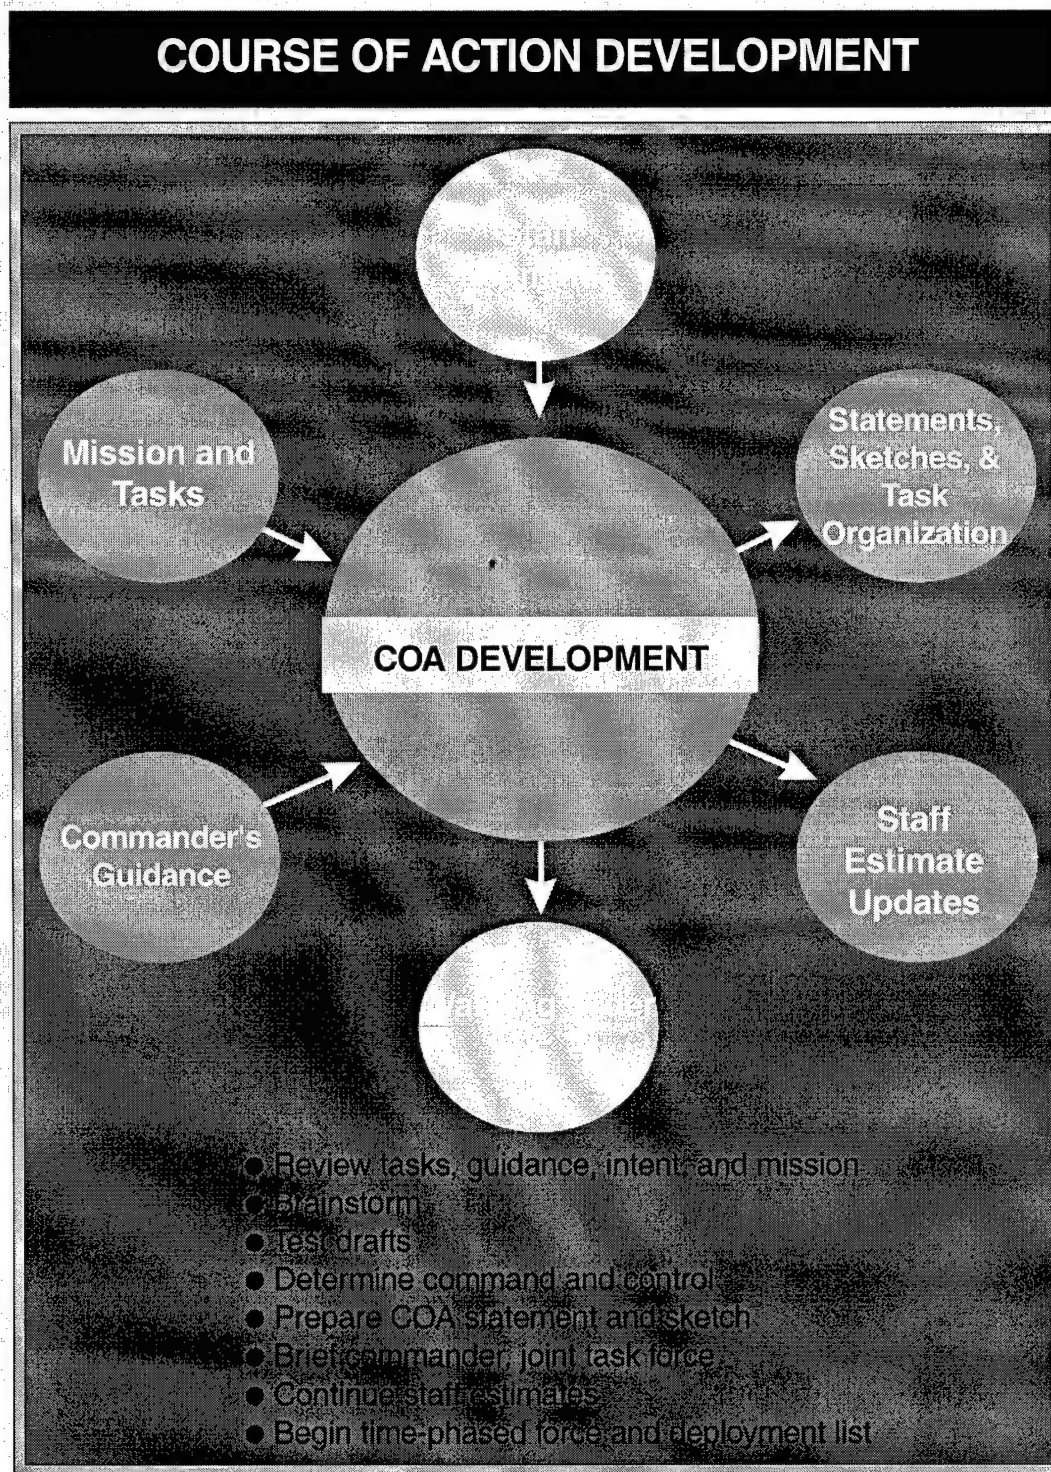 COURSE OF ACTION DEVELOPMENT
Mission and
Tasks
Statements,
Sketches, &
Task
Organization
COA DEVELOPMENT
Commander's
Guidance
Staff
Estimate
Updates
● Review tasks, guidance, intent, and mission
● Brainstorm
● Test drafts
● Determine command and control
● Prepare COA statement and sketch
● Brief commander, joint task force
● Continue staff estimates
● Begin time-phased force and deployment list